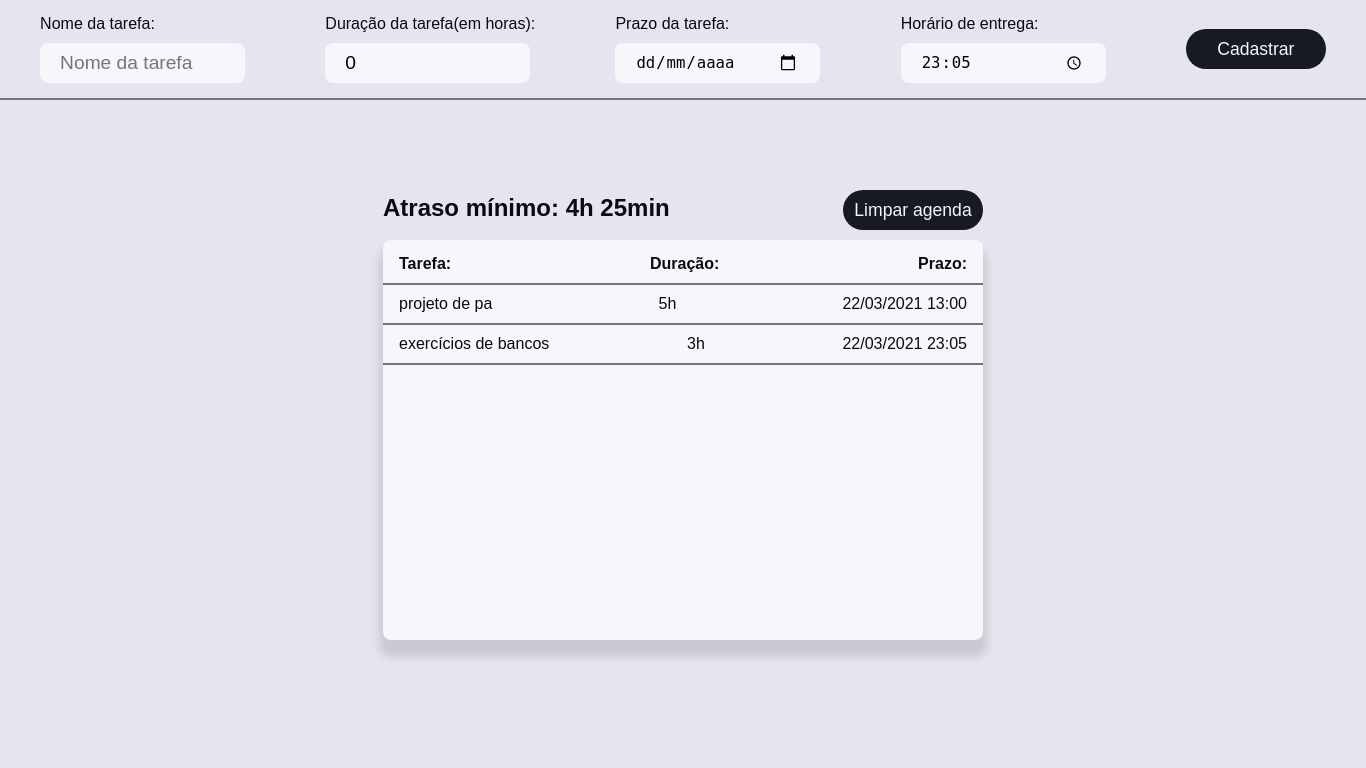 Nome da tarefa: Duração da tarefa(em horas): Prazo da tarefa: Horário de entrega:
Nome da tarefa 0 dd/mm/aaaa 23:05 Cadastrar
Atraso mínimo: 4h 25min Limpar agenda
Tarefa: Duração: Prazo:
projeto de pa 5h 22/03/2021 13:00
exercícios de bancos 3h 22/03/2021 23:05